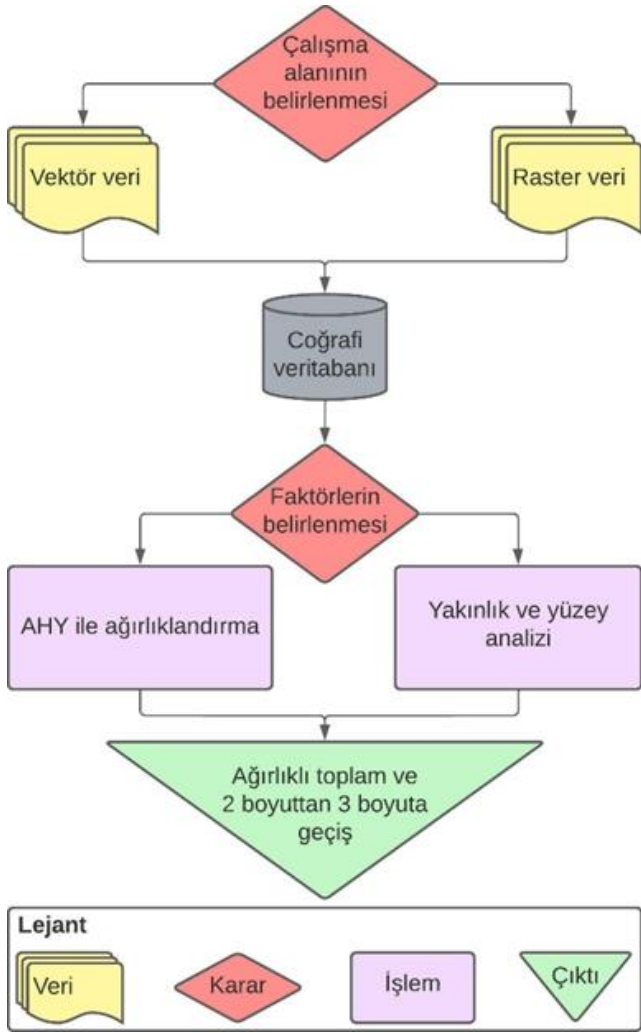 Çalışma
alanının
belirlenmesi
Vektör veri
Raster veri
Coğrafi
veritabanı
Faktörlerin
belirlenmesi
AHY ile ağırlıklandırma
Yakınlık ve yüzey
analizi
Ağırlıklı toplam ve
2 boyuttan 3 boyuta
geçiş
Lejant
Veri
Karar
İşlem
Çıktı